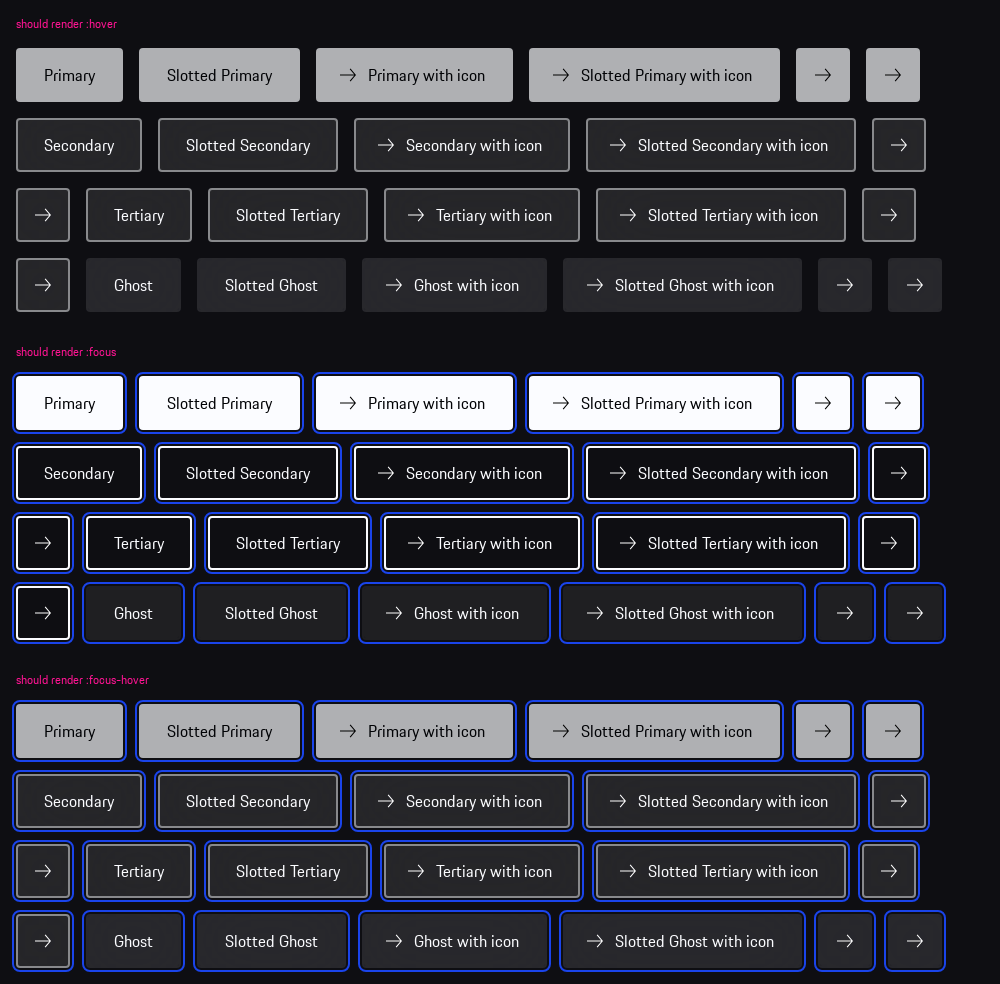 should render :hover
Primary Slotted Primary Primary with icon Slotted Primary with icon
Secondary Slotted Secondary Secondary with icon Slotted Secondary with icon
Tertiary Slotted Tertiary Tertiary with icon Slotted Tertiary with icon
Ghost Slotted Ghost Ghost with icon Slotted Ghost with icon
should render :focus
Primary Slotted Primary Primary with icon Slotted Primary with icon
Secondary Slotted Secondary Secondary with icon Slotted Secondary with icon
Tertiary Slotted Tertiary Tertiary with icon Slotted Tertiary with icon
Ghost Slotted Ghost Ghost with icon Slotted Ghost with icon
should render :focus-hover
Primary Slotted Primary Primary with icon Slotted Primary with icon
Secondary Slotted Secondary Secondary with icon Slotted Secondary with icon
Tertiary Slotted Tertiary Tertiary with icon Slotted Tertiary with icon
Ghost Slotted Ghost Ghost with icon Slotted Ghost with icon